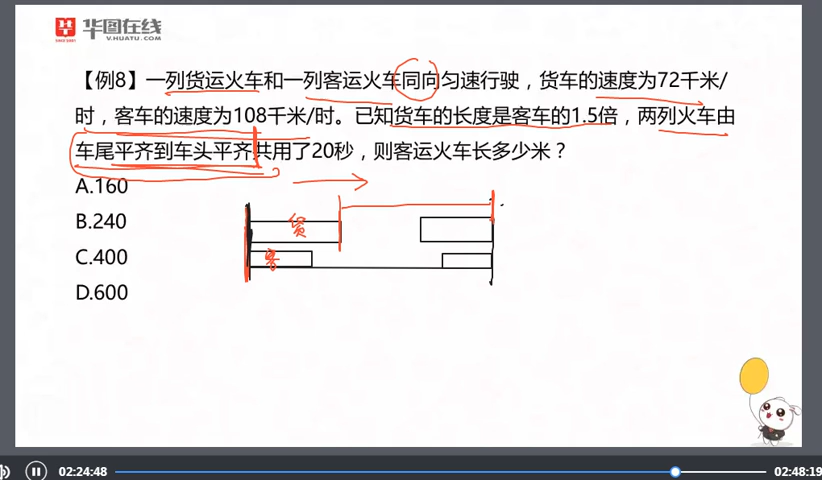 华图在线
SINCE 2001
V.HUATU.COM
【例8】一列货运火车和一列客运火车同向匀速行驶，货车的速度为72千米/
时，客车的速度为108千米/时。已知货车的长度是客车的1.5倍，两列火车由
车尾平齐到车头平齐共用了20秒，则客运火车长多少米？
A.160
B.240
C.400
D.600
货
客
02:24:48
02:48:19